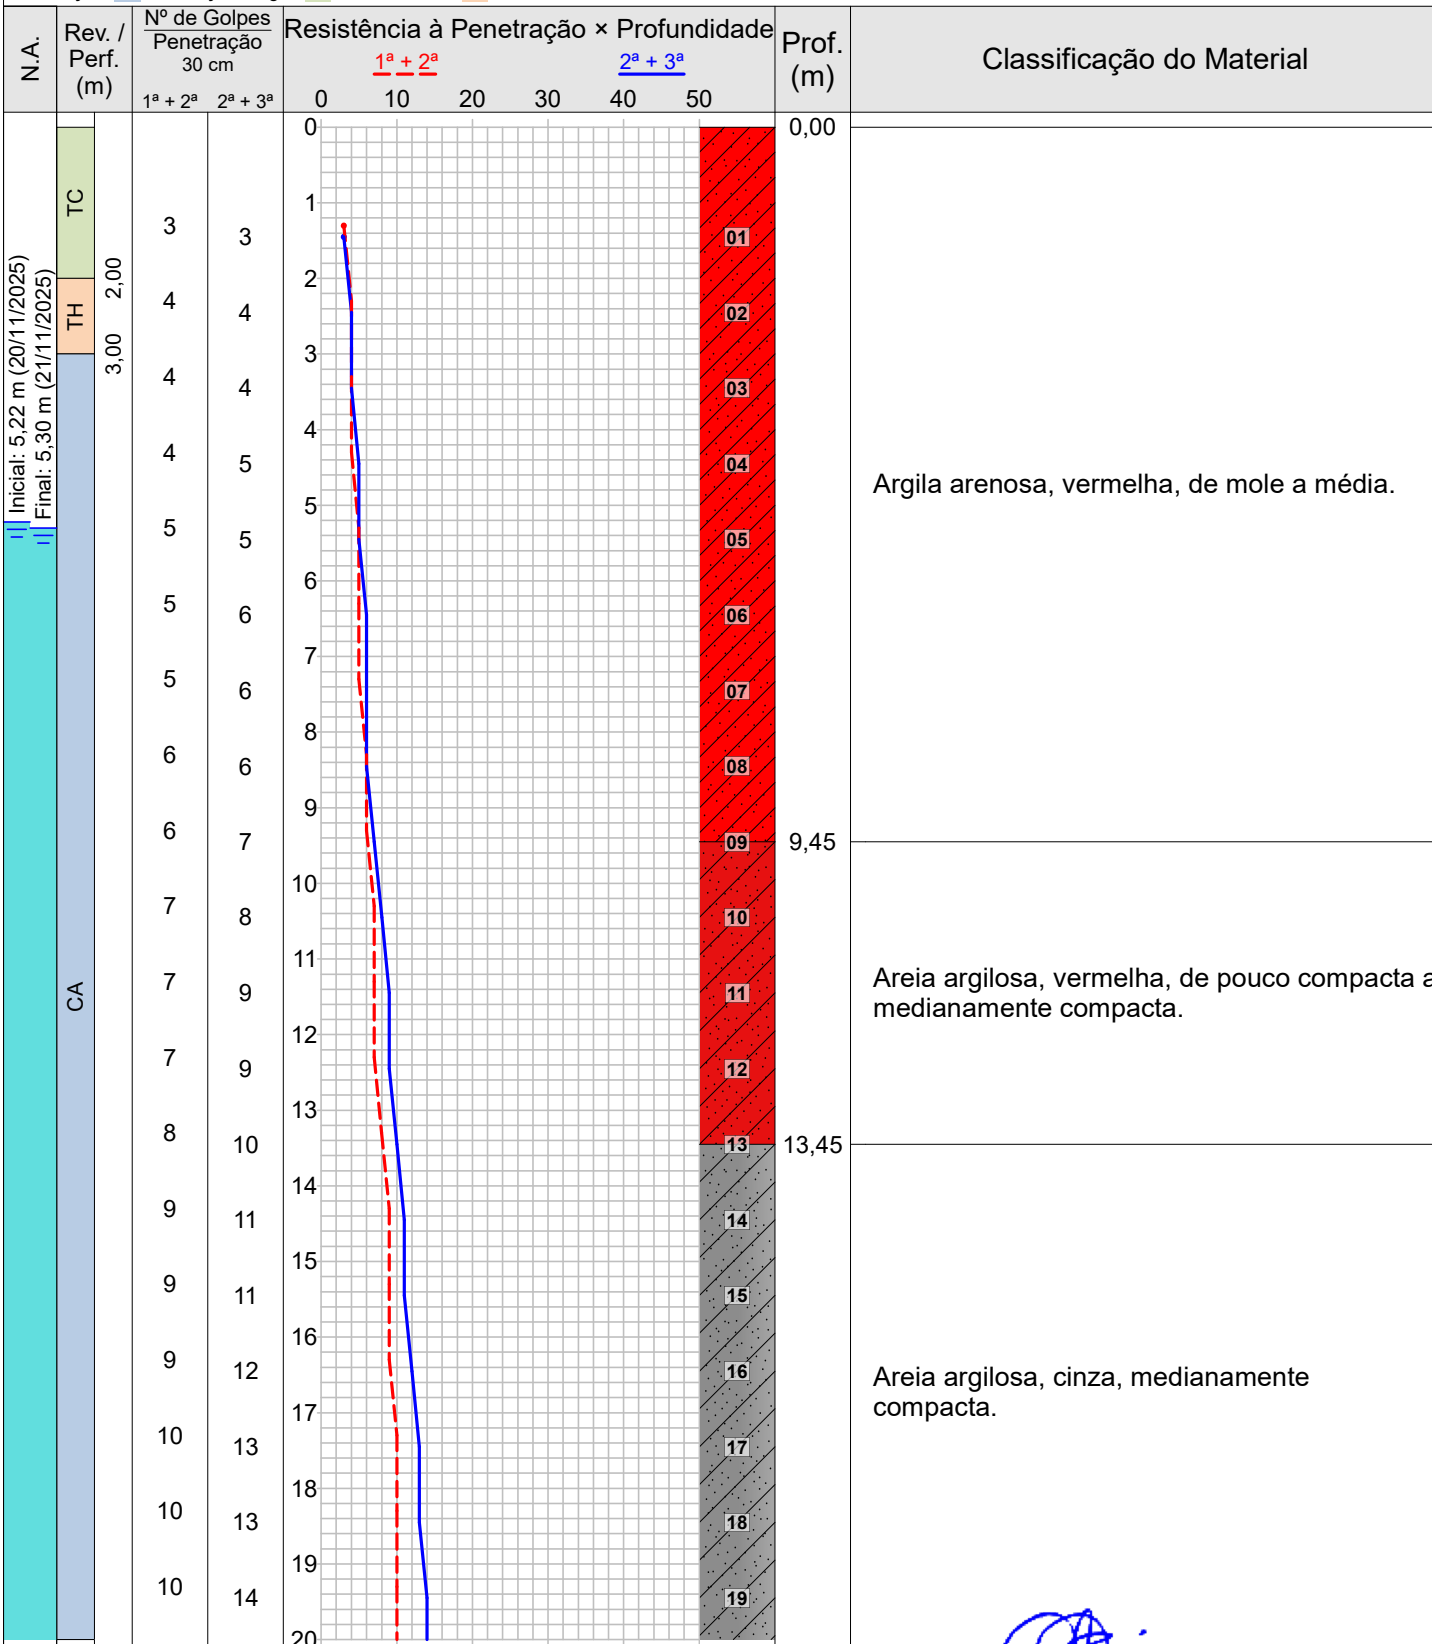 N.A.
Rev. /
Perf.
(m)
Nº de Golpes
Penetração
30 cm
1ª + 2ª 2ª + 3ª
Resistência à Penetração × Profundidade
1ª + 2ª 2ª + 3ª
0 10 20 30 40 50
Prof.
(m)
Classificação do Material
Inicial: 5,22 m (20/11/2025)
Final: 5,30 m (21/11/2025)
TC
2,00
TH
3,00
CA
0 0,00
1
3 3 01
2
4 4 02
3
4 4 03
4
4 5 04
Argila arenosa, vermelha, de mole a média.
5
5 5 05
6
5 6 06
7
5 6 07
8
6 6 08
9
6 7 09 9,45
10
7 8 10
11
7 9 11
Areia argilosa, vermelha, de pouco compacta a
medianamente compacta.
12
7 9 12
13
8 10 13 13,45
14
9 11 14
15
9 11 15
16
9 12 16
Areia argilosa, cinza, medianamente
compacta.
17
10 13 17
18
10 13 18
19
10 14 19
20